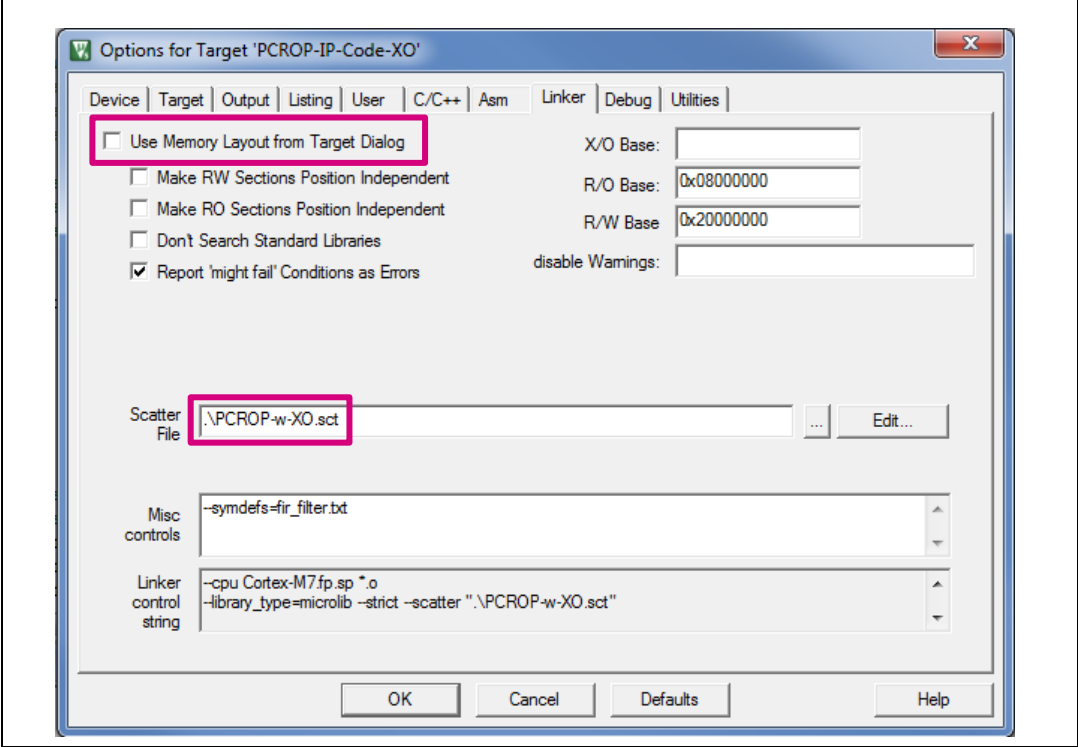 Options for Target 'PCROP-IP-Code-XO'
Device Target Output Listing User C/C++ Asm Linker Debug Utilities
Use Memory Layout from Target Dialog
X/O Base:
Make RW Sections Position Independent
R/O Base: 0x08000000
Make RO Sections Position Independent
R/W Base 0x20000000
Don't Search Standard Libraries
disable Warnings:
Report 'might fail' Conditions as Errors
Scatter
File
.\PCROP-w-XO.sct
... Edit...
Misc
controls
--symdefs=fir_filter.txt
Linker
control
string
--cpu Cortex-M7.fp.sp *.o
--library_type=microlib --strict --scatter ".\PCROP-w-XO.sct"
OK Cancel Defaults Help